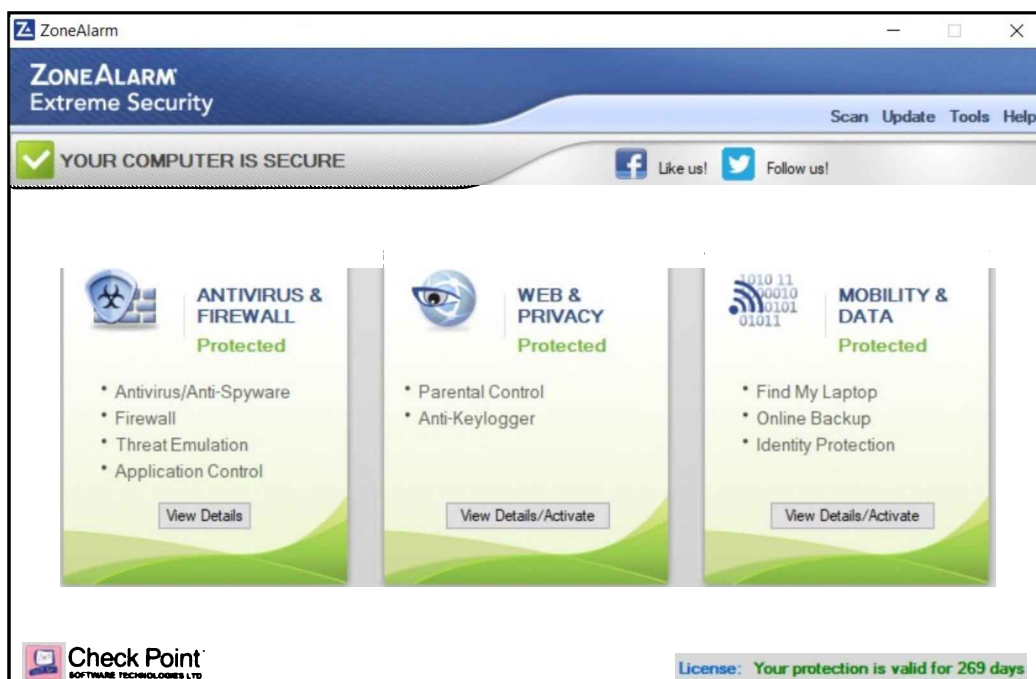 ZoneAlarm
ZONEALARM
Extreme Security
Scan Update Tools Help
YOUR COMPUTER IS SECURE
Like us! Follow us!
ANTIVIRUS &
FIREWALL
Protected
• Antivirus/Anti-Spyware
• Firewall
• Threat Emulation
• Application Control
View Details
WEB &
PRIVACY
Protected
• Parental Control
• Anti-Keylogger
View Details/Activate
1010 11
00010
0101
01011
MOBILITY &
DATA
Protected
• Find My Laptop
• Online Backup
• Identity Protection
View Details/Activate
Check Point
SOFTWARE TECHNOLOGIES LTD
License: Your protection is valid for 269 days